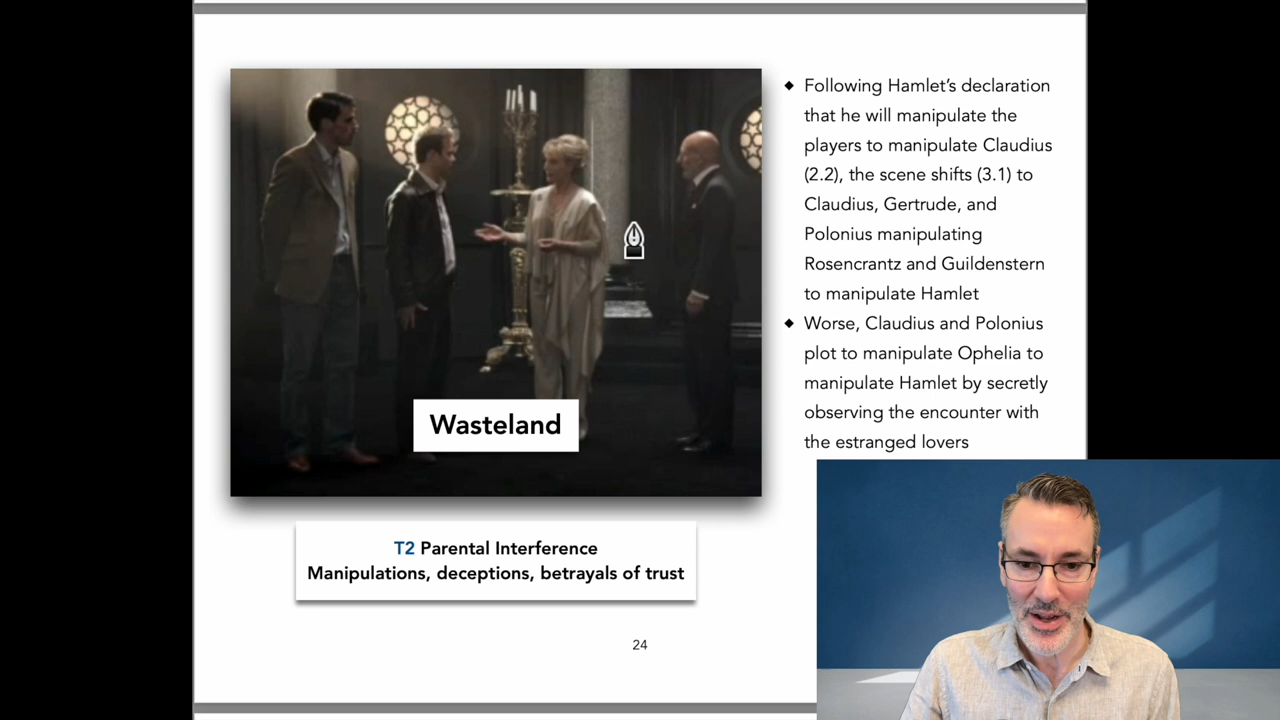 ◆ Following Hamlet’s declaration
that he will manipulate the
players to manipulate Claudius
(2.2), the scene shifts (3.1) to
Claudius, Gertrude, and
Polonius manipulating
Rosencrantz and Guildenstern
to manipulate Hamlet
◆ Worse, Claudius and Polonius
plot to manipulate Ophelia to
manipulate Hamlet by secretly
observing the encounter with
the estranged lovers
Wasteland
T2 Parental Interference
Manipulations, deceptions, betrayals of trust
24